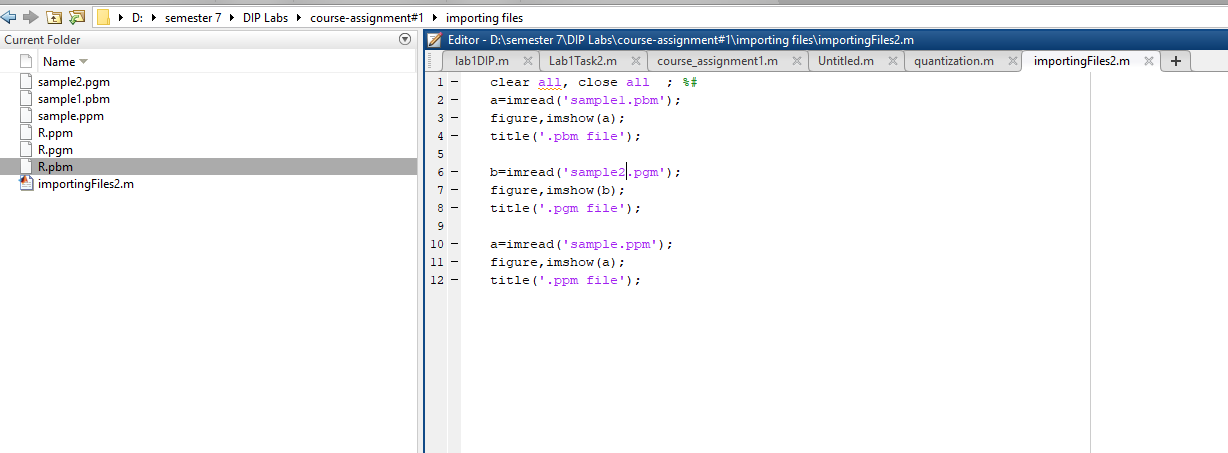 D: semester 7 DIP Labs course-assignment#1 importing files
Current Folder
Name
sample2.pgm
sample1.pbm
sample.ppm
R.ppm
R.pgm
R.pbm
importingFiles2.m
Editor - D:\semester 7\DIP Labs\course-assignment#1\importing files\importingFiles2.m
lab1DIP.m Lab1Task2.m course_assignment1.m Untitled.m quantization.m importingFiles2.m +
1 – clear all, close all  ; %#
2 – a=imread('sample1.pbm');
3 – figure,imshow(a);
4 – title('.pbm file');
5
6 – b=imread('sample2.pgm');
7 – figure,imshow(b);
8 – title('.pgm file');
9
10 – a=imread('sample.ppm');
11 – figure,imshow(a);
12 – title('.ppm file');